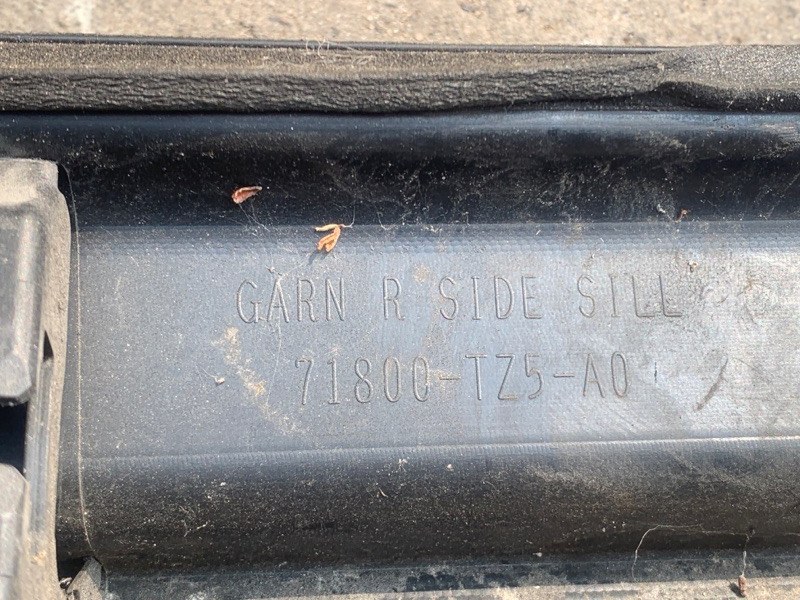 GARN R SIDE SILL
71800-TZ5-A0